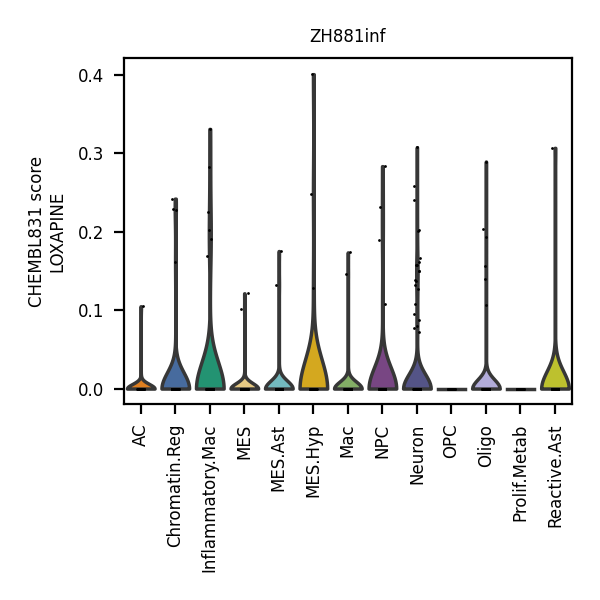 ZH881inf
CHEMBL831 score
LOXAPINE
0.4
0.3
0.2
0.1
0.0
AC
Chromatin.Reg
Inflammatory.Mac
MES
MES.Ast
MES.Hyp
Mac
NPC
Neuron
OPC
Oligo
Prolif.Metab
Reactive.Ast